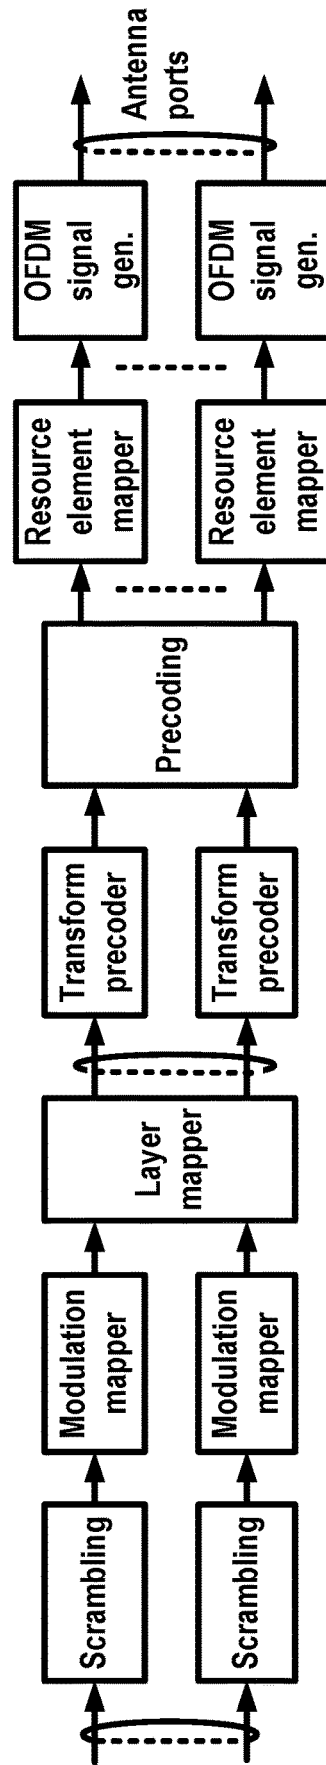 Scrambling
Scrambling
Modulation
mapper
Modulation
mapper
Layer
mapper
Transform
precoder
Transform
precoder
Precoding
Resource
element
mapper
Resource
element
mapper
OFDM
signal
gen.
OFDM
signal
gen.
Antenna
ports